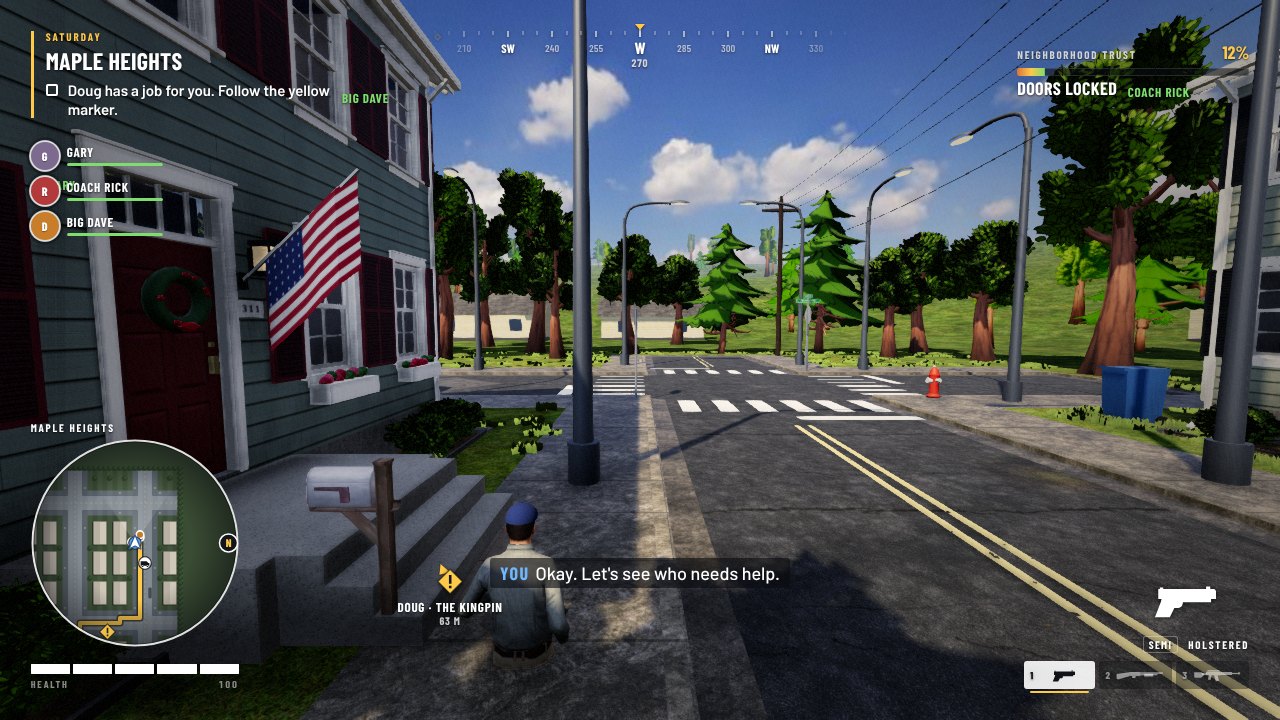 SATURDAY
MAPLE HEIGHTS
Doug has a job for you. Follow the yellow
marker.
BIG DAVE
210 SW 240 255 W 285 300 NW 330
270
NEIGHBORHOOD TRUST 12%
DOORS LOCKED COACH RICK
G GARY
R COACH RICK
D BIG DAVE
311
MAPLE HEIGHTS
N
YOU Okay. Let's see who needs help.
DOUG · THE KINGPIN
63 M
SEMI HOLSTERED
1 2 3
HEALTH 100